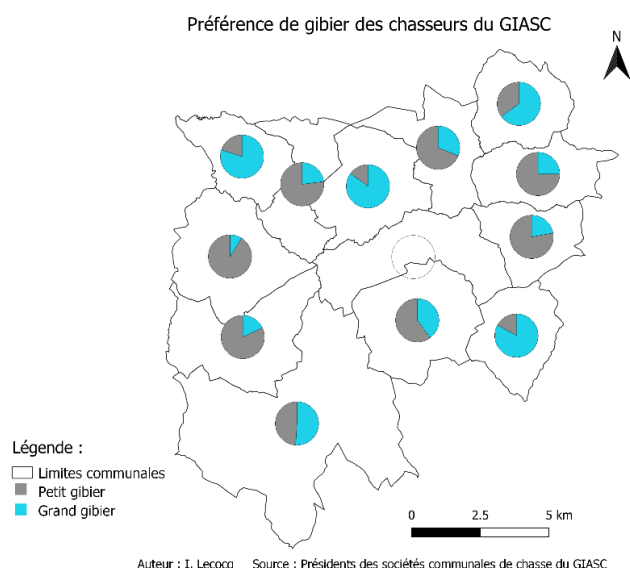 Préférence de gibier des chasseurs du GIASC
N
Légende :
Limites communales
Petit gibier
Grand gibier
0 2.5 5 km
Auteur : I. Lecocq Source : Présidents des sociétés communales de chasse du GIASC